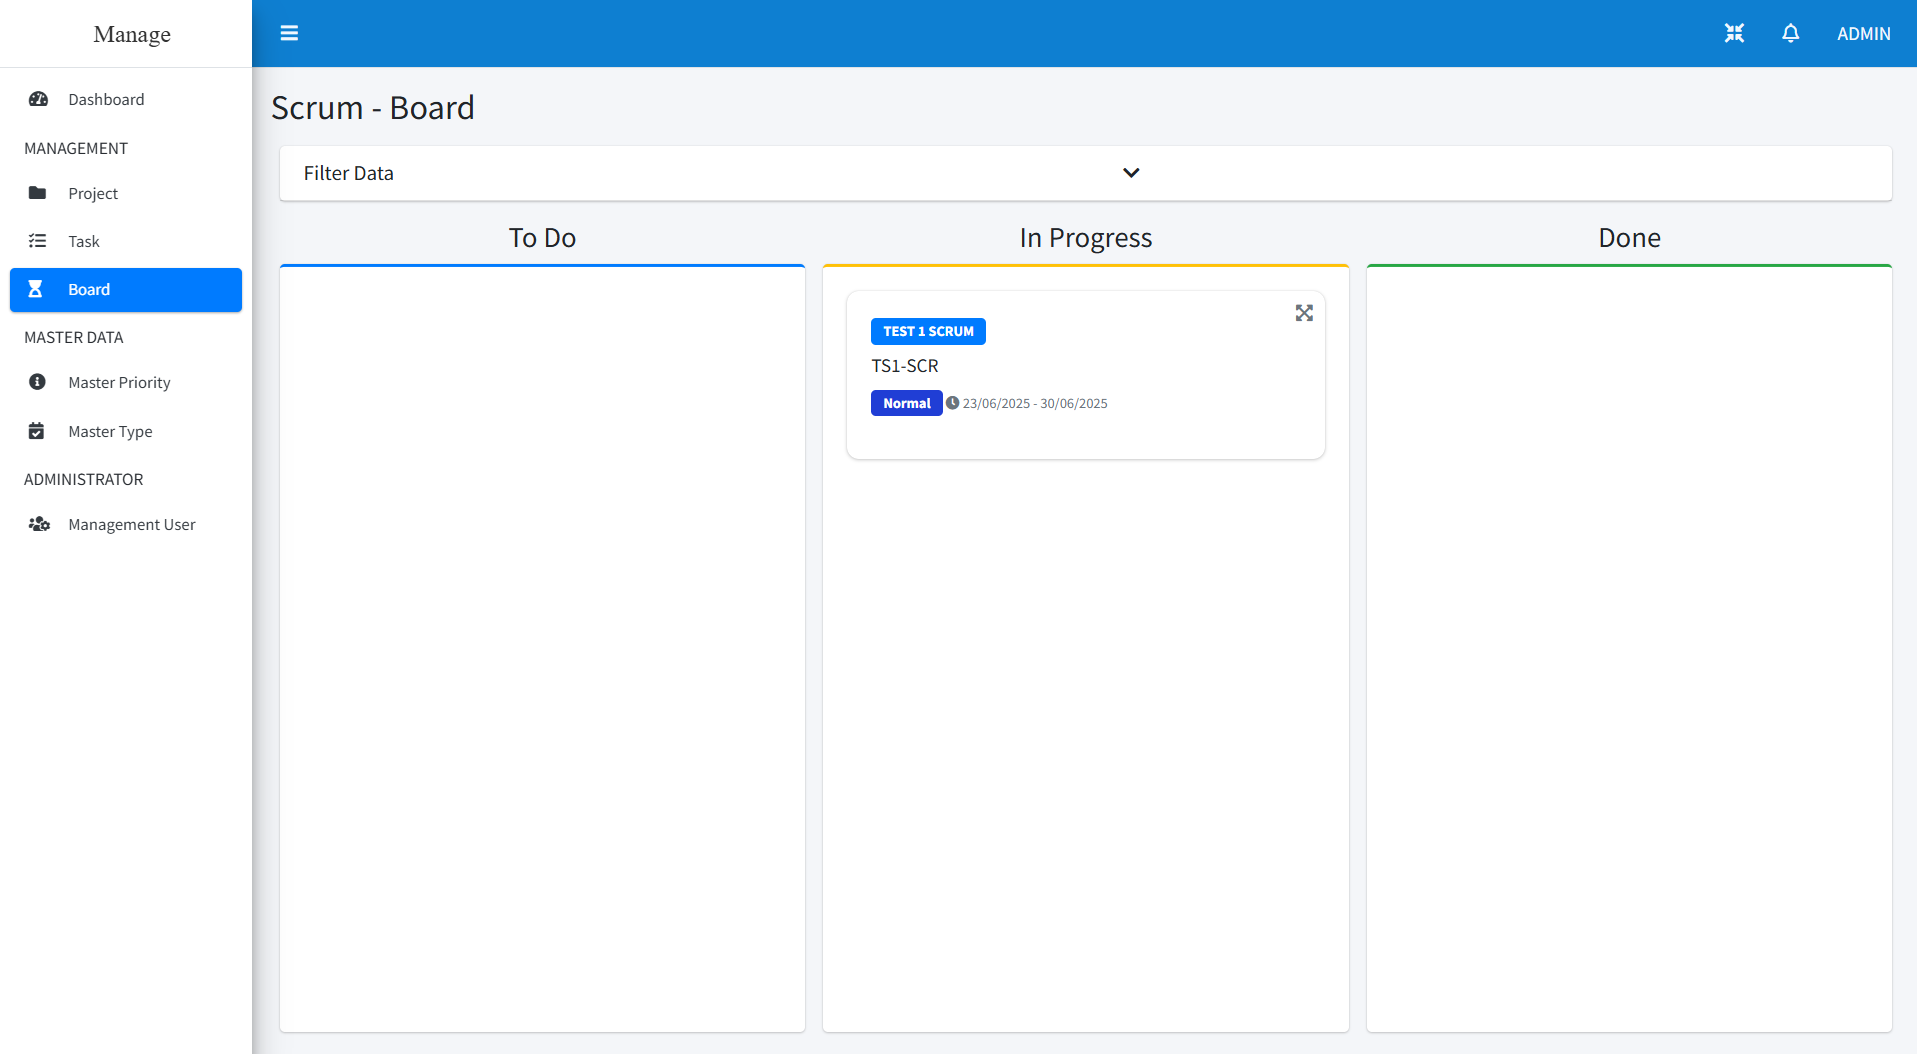 Manage
ADMIN
Dashboard
MANAGEMENT
Project
Task
Board
MASTER DATA
Master Priority
Master Type
ADMINISTRATOR
Management User
Scrum - Board
Filter Data
To Do
In Progress
TEST 1 SCRUM
TS1-SCR
Normal 23/06/2025 - 30/06/2025
Done